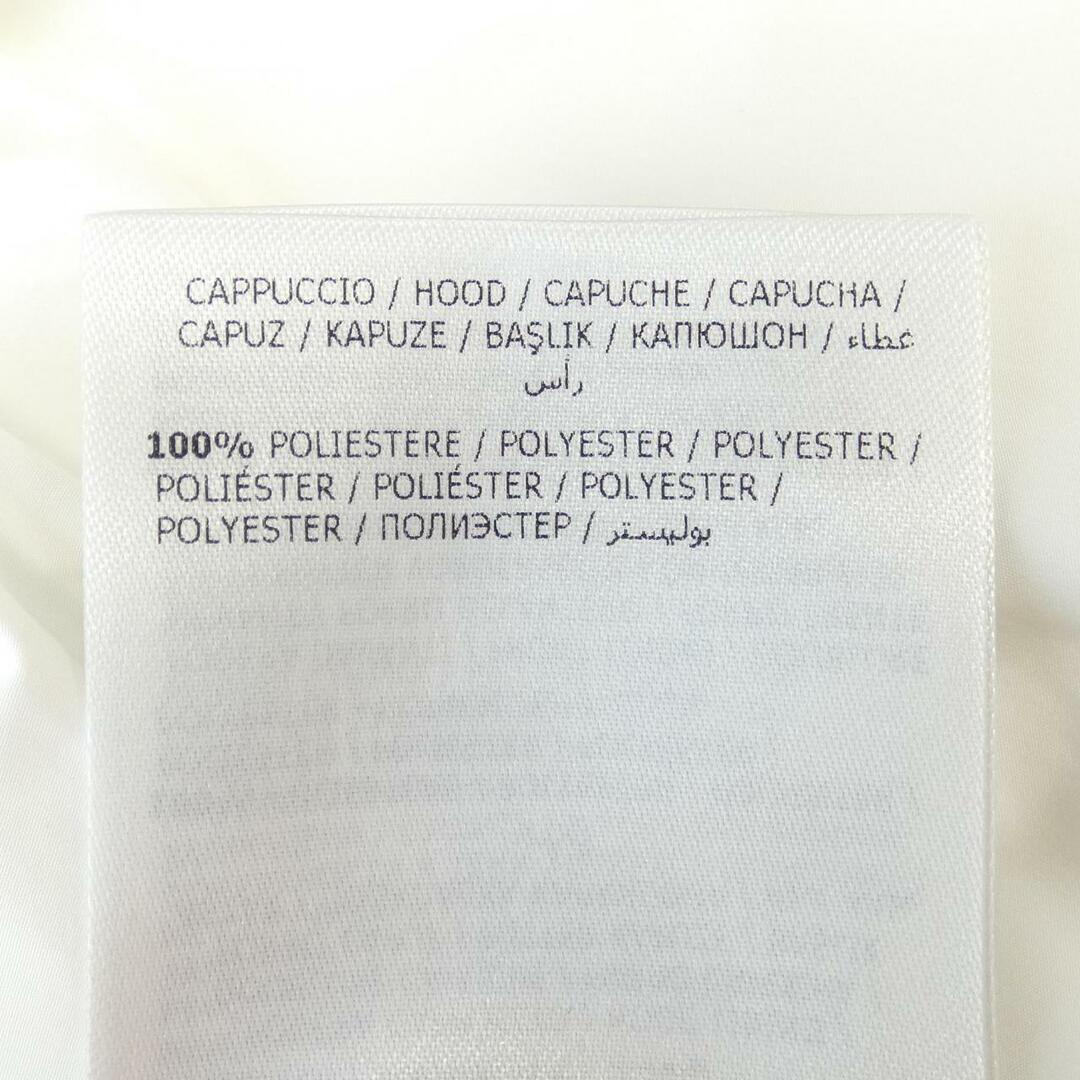 CAPPUCCIO / HOOD / CAPUCHE / CAPUCHA /
CAPUZ / KAPUZE / BAŞLIK / КАПЮШОН / غطاء
رأس
100% POLIESTERE / POLYESTER / POLYESTER /
POLIÉSTER / POLIÉSTER / POLYESTER /
POLYESTER / ПОЛИЭСТЕР / بوليستر